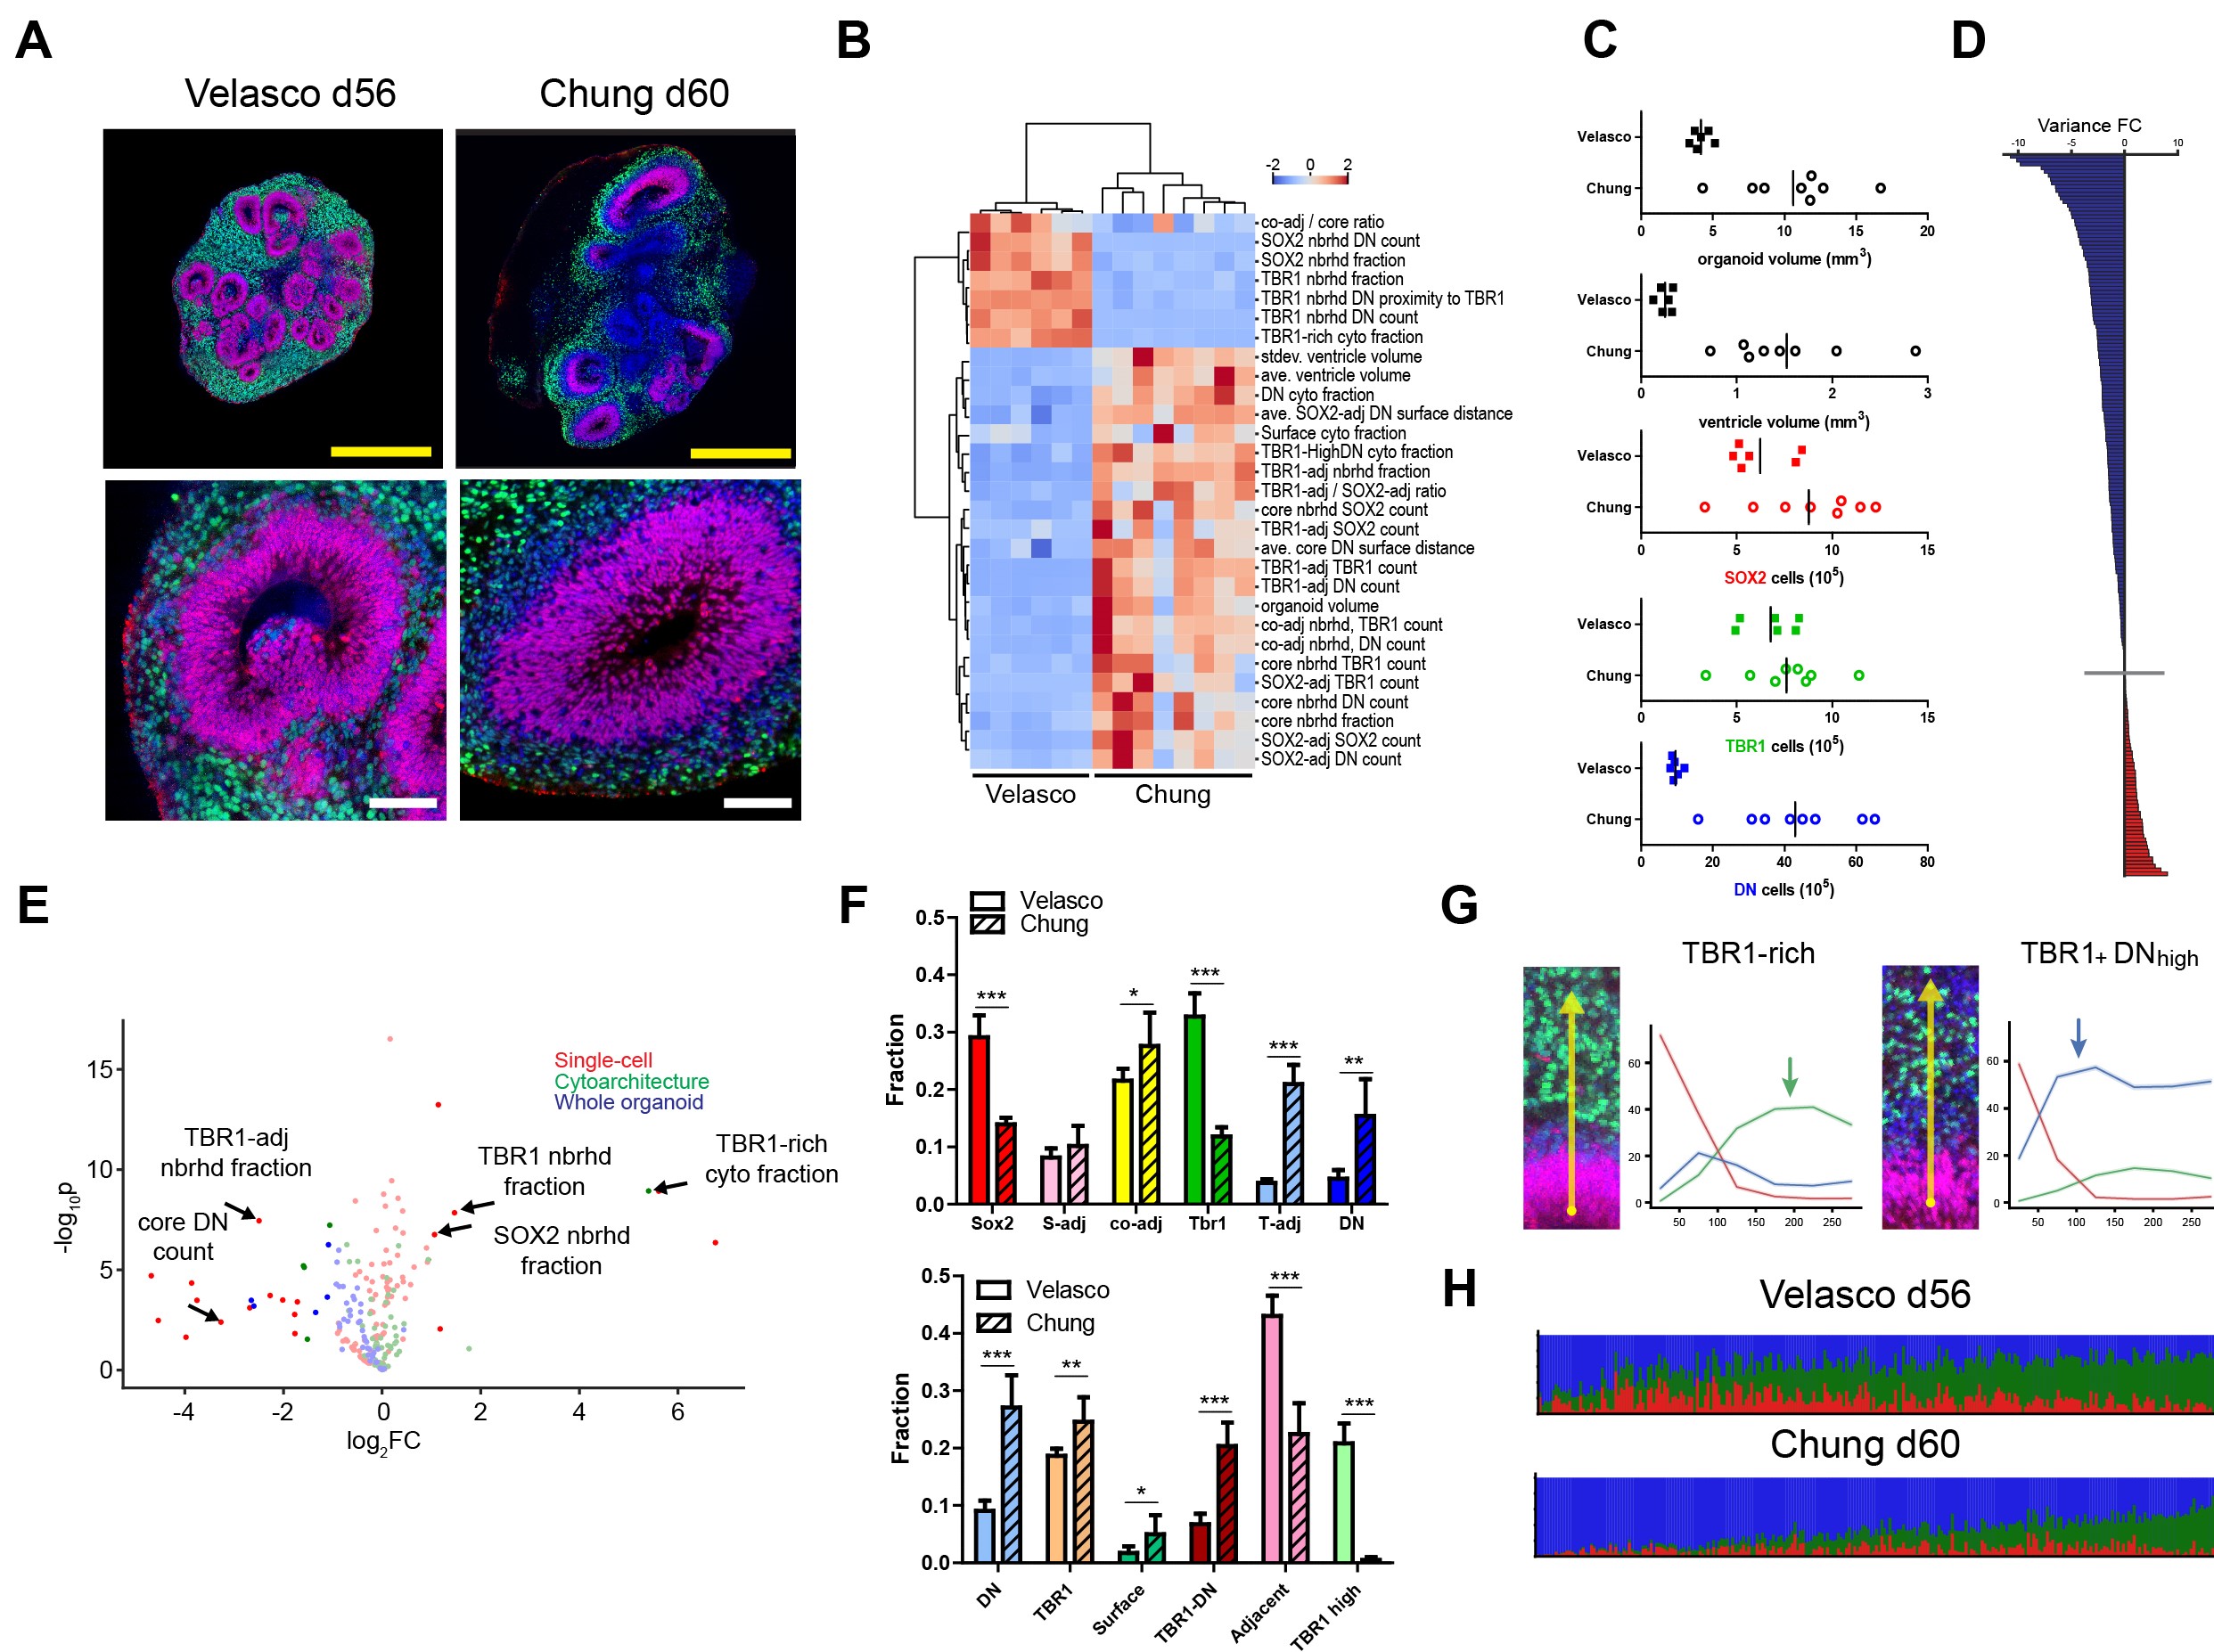 A
Velasco d56
Chung d60
B
-2 0 2
co-adj / core ratio
SOX2 nbrhd DN count
SOX2 nbrhd fraction
TBR1 nbrhd fraction
TBR1 nbrhd DN proximity to TBR1
TBR1 nbrhd DN count
TBR1-rich cyto fraction
stdev. ventricle volume
ave. ventricle volume
DN cyto fraction
ave. SOX2-adj DN surface distance
Surface cyto fraction
TBR1-HighDN cyto fraction
TBR1-adj nbrhd fraction
TBR1-adj / SOX2-adj ratio
core nbrhd SOX2 count
TBR1-adj SOX2 count
ave. core DN surface distance
TBR1-adj TBR1 count
TBR1-adj DN count
organoid volume
co-adj nbrhd, TBR1 count
co-adj nbrhd, DN count
core nbrhd TBR1 count
SOX2-adj TBR1 count
core nbrhd DN count
core nbrhd fraction
SOX2-adj SOX2 count
SOX2-adj DN count
Velasco
Chung
C
Velasco
Chung
0 5 10 15 20
organoid volume (mm3)
Velasco
Chung
0 1 2 3
ventricle volume (mm3)
Velasco
Chung
0 5 10 15
SOX2 cells (105)
Velasco
Chung
0 5 10 15
TBR1 cells (105)
Velasco
Chung
0 20 40 60 80
DN cells (105)
D
Variance FC
-10 -5 0 10
E
Single-cell
Cytoarchitecture
Whole organoid
TBR1-adj
nbrhd fraction
core DN
count
TBR1 nbrhd
fraction
SOX2 nbrhd
fraction
TBR1-rich
cyto fraction
15
10
5
0
-log10p
-4 -2 0 2 4 6
log2FC
F
Velasco
Chung
0.5
0.4
0.3
0.2
0.1
0.0
Fraction
*** * *** *** **
Sox2 S-adj co-adj Tbr1 T-adj DN
Velasco
Chung
0.5
0.4
0.3
0.2
0.1
0.0
Fraction
*** ** * *** *** ***
DN TBR1 Surface TBR1-DN Adjacent TBR1 high
G
TBR1-rich
60
40
20
0
50 100 150 200 250
TBR1+ DNhigh
60
40
20
0
50 100 150 200 250
H
Velasco d56
Chung d60